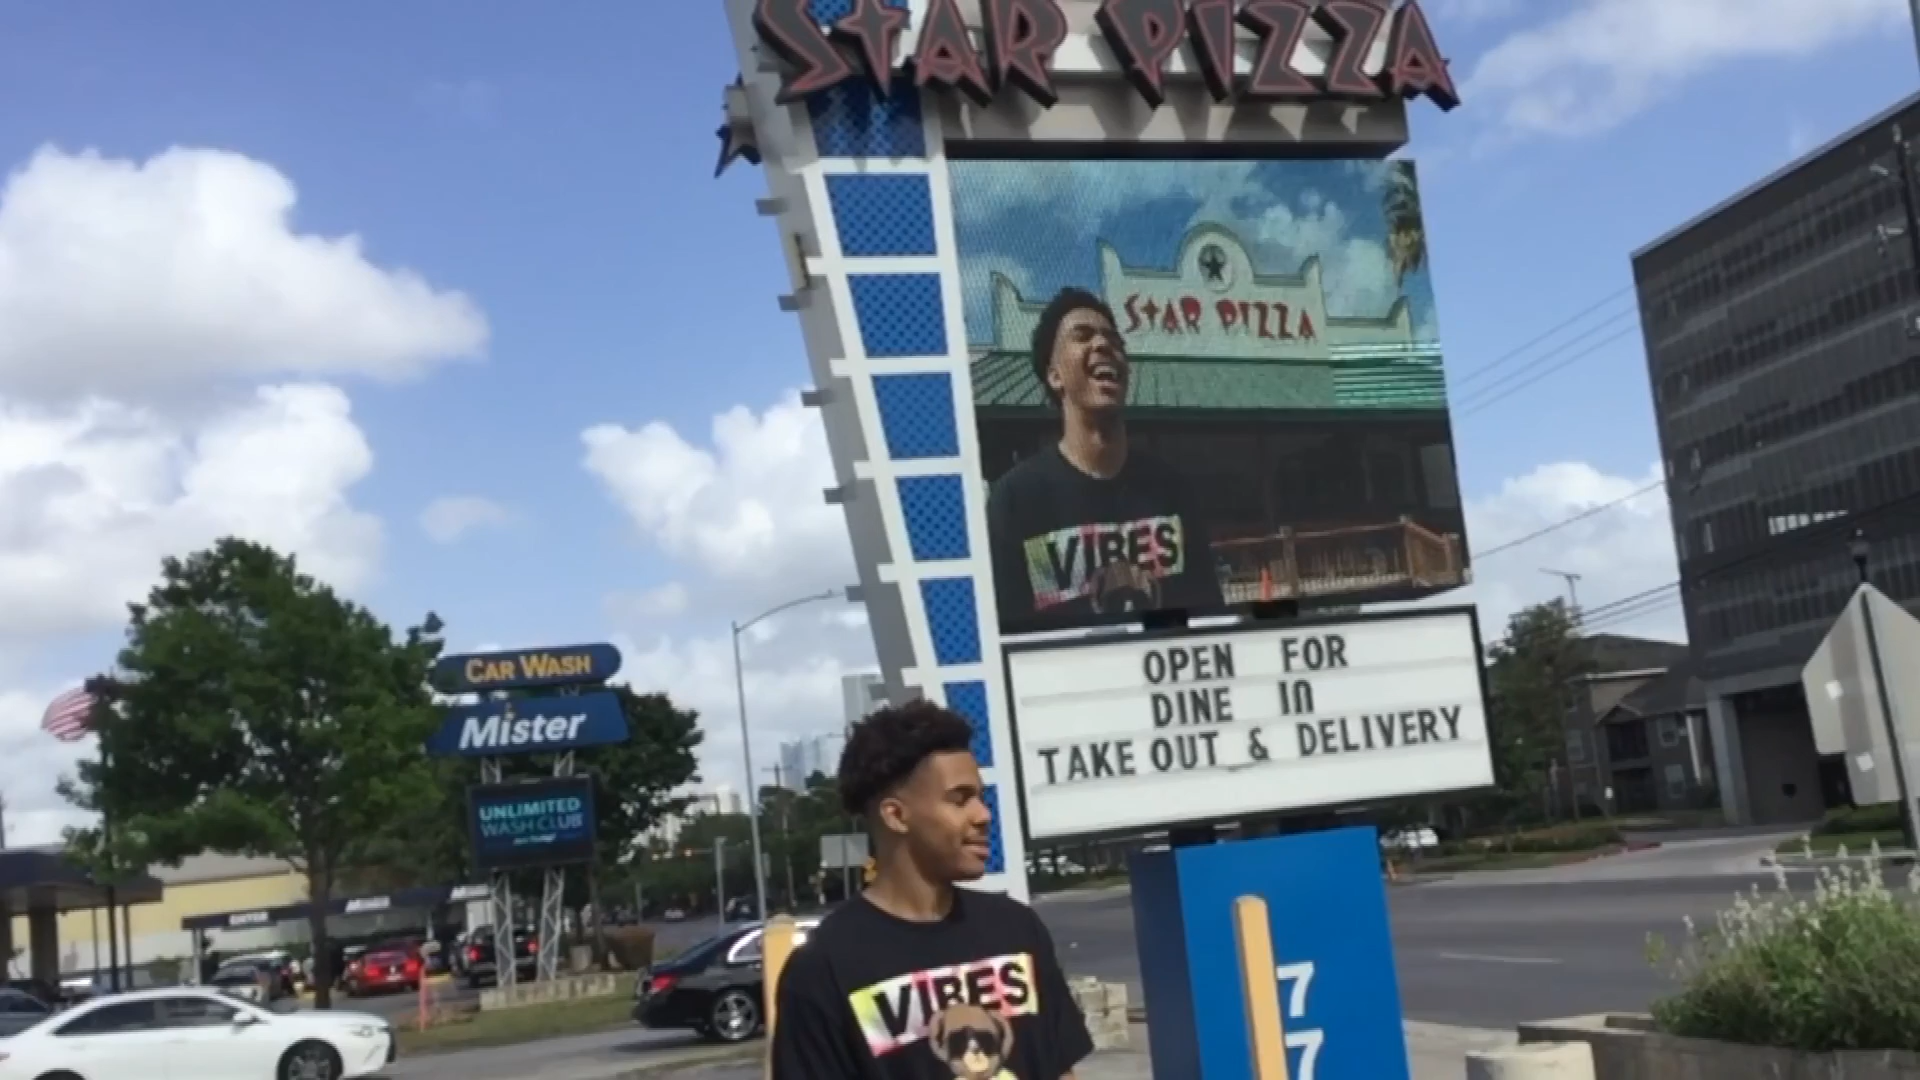 STAR PIZZA
STAR PIZZA
VIBES
OPEN FOR
DINE In
TAKE OUT & DELIVERY
CAR WASH
Mister
UNLIMITED
WASH CLUB
VIBES
77